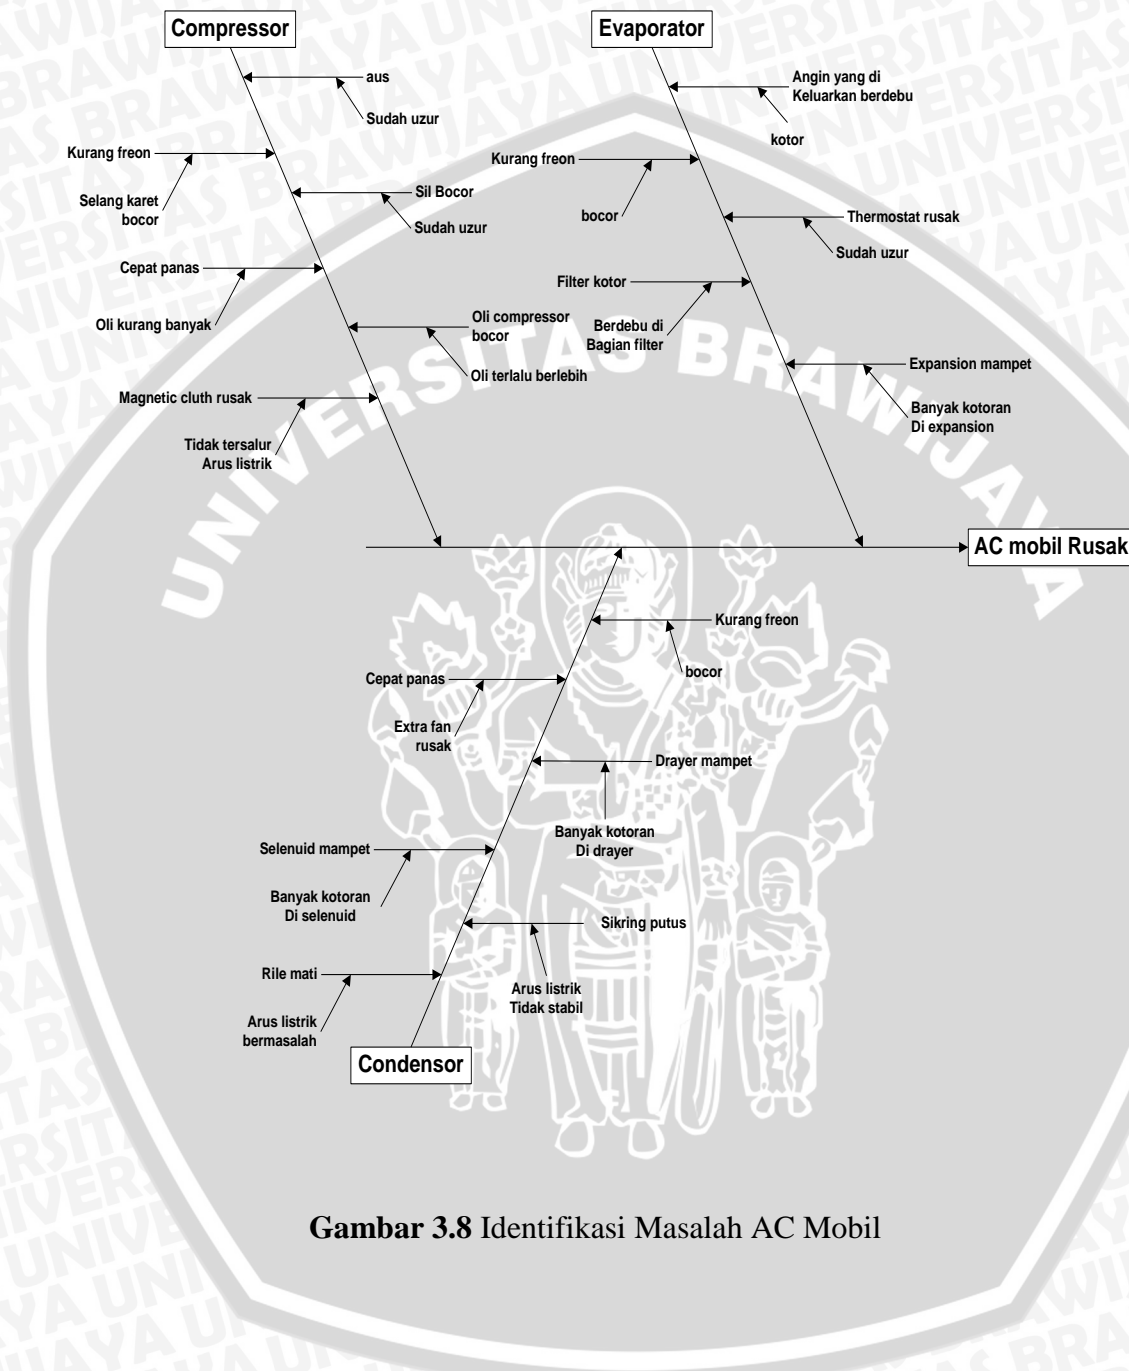 Compressor
aus
Sudah uzur
Kurang freon
Selang karet
bocor
Sil Bocor
Sudah uzur
Cepat panas
Oli kurang banyak
Oli compressor
bocor
Oli terlalu berlebih
Magnetic cluth rusak
Tidak tersalur
Arus listrik
Evaporator
Angin yang di
Keluarkan berdebu
kotor
Kurang freon
bocor
Thermostat rusak
Sudah uzur
Filter kotor
Berdebu di
Bagian filter
Expansion mampet
Banyak kotoran
Di expansion
AC mobil Rusak
Kurang freon
bocor
Cepat panas
Extra fan
rusak
Drayer mampet
Banyak kotoran
Di drayer
Selenuid mampet
Banyak kotoran
Di selenuid
Sikring putus
Arus listrik
Tidak stabil
Rile mati
Arus listrik
bermasalah
Condensor
UNIVERSITAS BRAWIJAYA
Gambar 3.8 Identifikasi Masalah AC Mobil